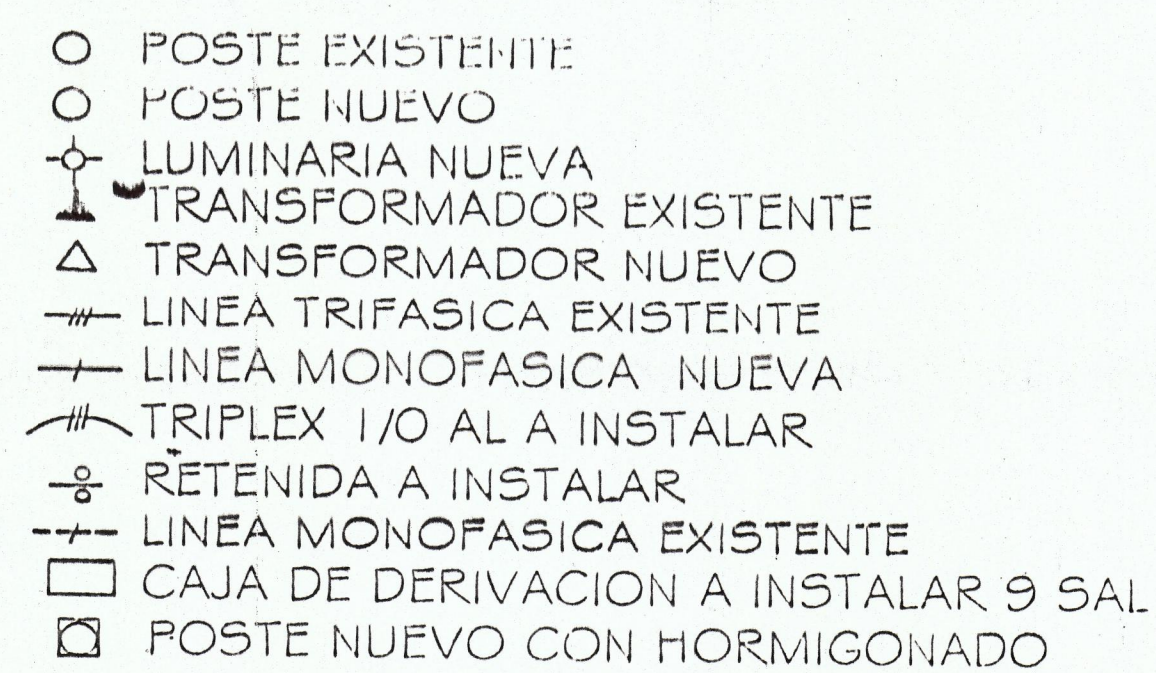 POSTE EXISTENTE
POSTE NUEVO
LUMINARIA NUEVA
TRANSFORMADOR EXISTENTE
TRANSFORMADOR NUEVO
LINEA TRIFASICA EXISTENTE
LINEA MONOFASICA NUEVA
TRIPLEX 1/0 AL A INSTALAR
RETENIDA A INSTALAR
LINEA MONOFASICA EXISTENTE
CAJA DE DERIVACION A INSTALAR 9 SAL
POSTE NUEVO CON HORMIGONADO